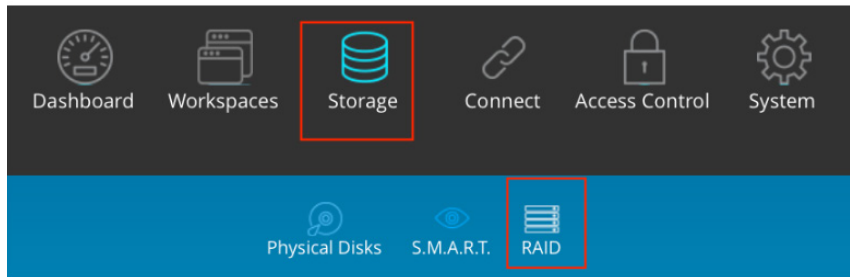 Dashboard Workspaces Storage Connect Access Control System
Physical Disks S.M.A.R.T. RAID